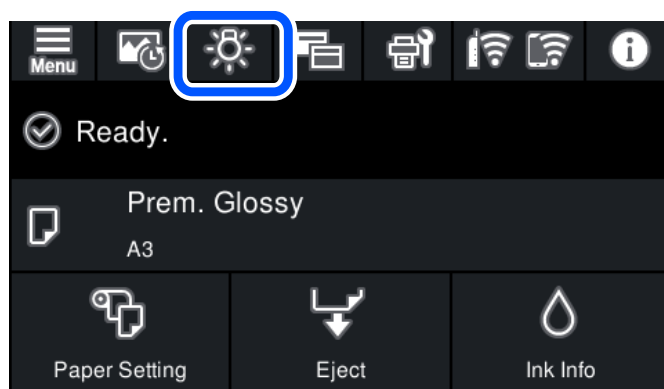 Menu
Ready.
Prem. Glossy
A3
Paper Setting
Eject
Ink Info